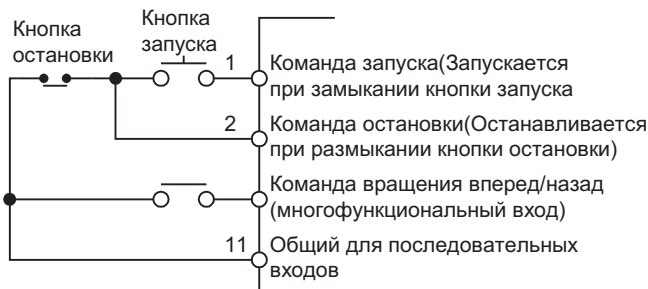 Кнопка
остановки
Кнопка
запуска
1
Команда запуска(Запускается
при замыкании кнопки запуска
2
Команда остановки(Останавливается
при размыкании кнопки остановки)
Команда вращения вперед/назад
(многофункциональный вход)
11
Общий для последовательных
входов